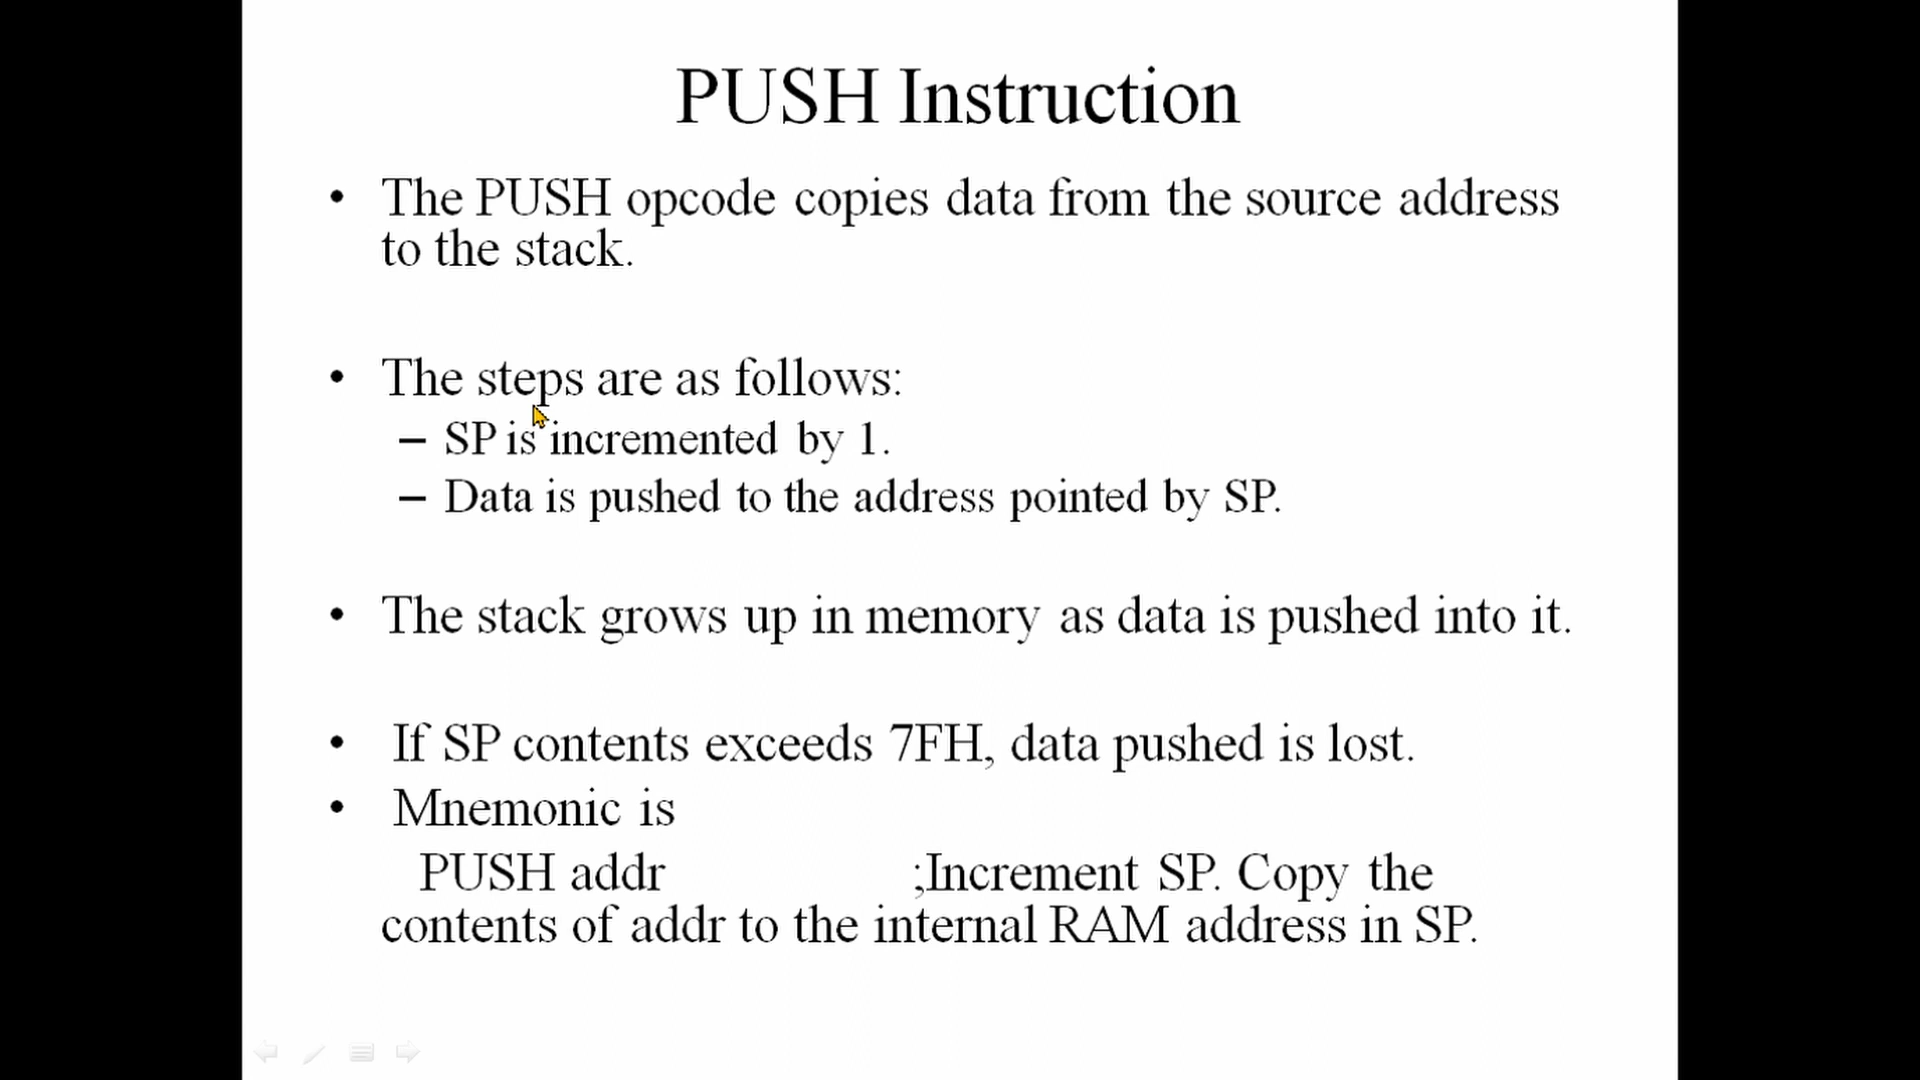 PUSH Instruction
• The PUSH opcode copies data from the source address
to the stack.
• The steps are as follows:
– SP is incremented by 1.
– Data is pushed to the address pointed by SP.
• The stack grows up in memory as data is pushed into it.
• If SP contents exceeds 7FH, data pushed is lost.
• Mnemonic is
PUSH addr ;Increment SP. Copy the
contents of addr to the internal RAM address in SP.